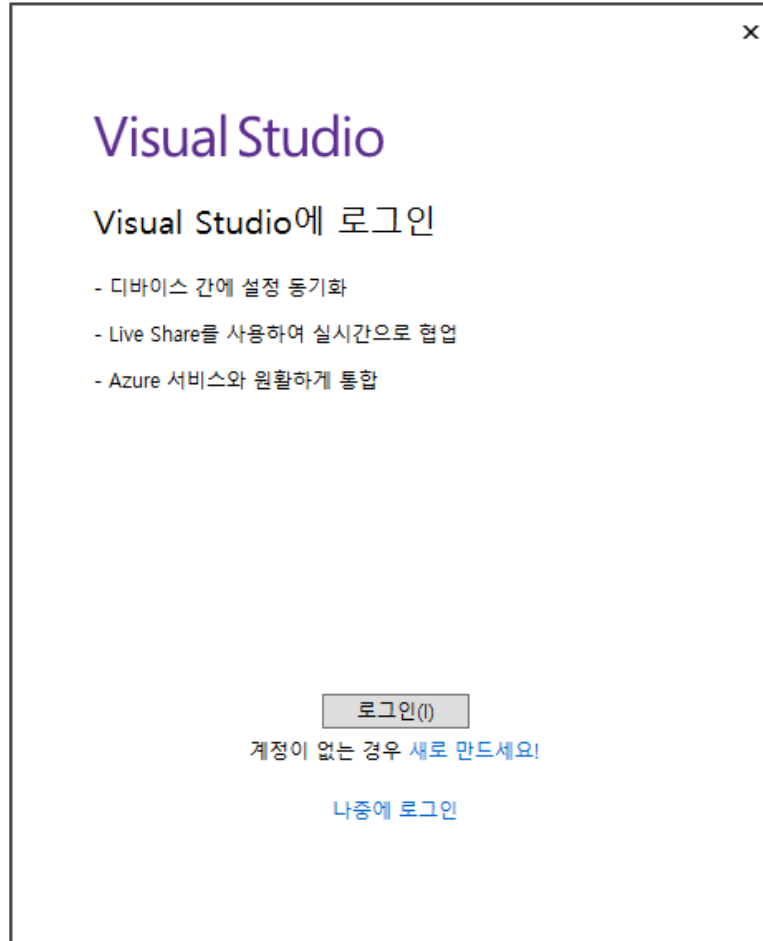 Visual Studio
Visual Studio에 로그인
- 디바이스 간에 설정 동기화
- Live Share를 사용하여 실시간으로 협업
- Azure 서비스와 원활하게 통합
로그인(I)
계정이 없는 경우 새로 만드세요!
나중에 로그인